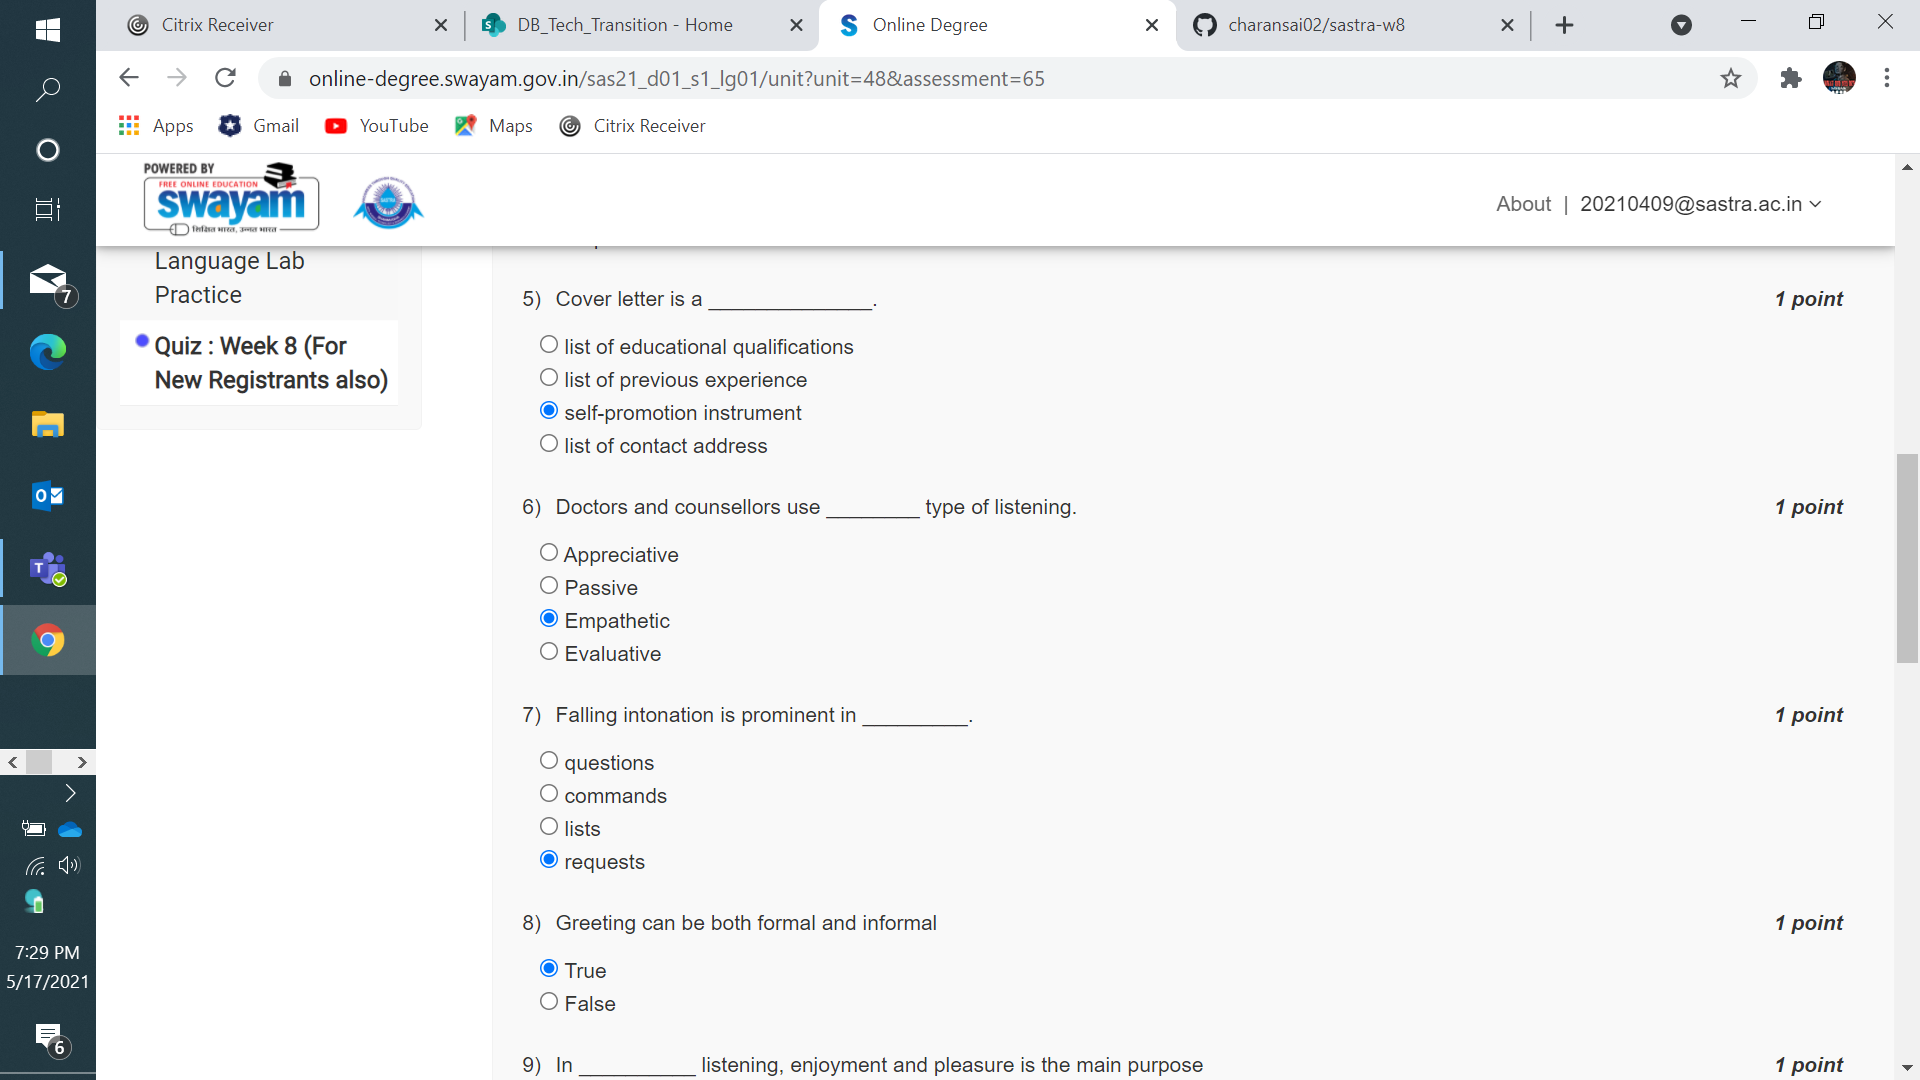 Citrix Receiver
DB_Tech_Transition - Home
Online Degree
charansai02/sastra-w8
online-degree.swayam.gov.in/sas21_d01_s1_lg01/unit?unit=48&assessment=65
Apps
Gmail
YouTube
Maps
Citrix Receiver
POWERED BY
FREE ONLINE EDUCATION
swayam
शिक्षित भारत, उन्नत भारत
About | 20210409@sastra.ac.in
Language Lab
Practice
Quiz : Week 8 (For
New Registrants also)
5) Cover letter is a ______________. 1 point
list of educational qualifications
list of previous experience
self-promotion instrument
list of contact address
6) Doctors and counsellors use ________ type of listening. 1 point
Appreciative
Passive
Empathetic
Evaluative
7) Falling intonation is prominent in _________. 1 point
questions
commands
lists
requests
8) Greeting can be both formal and informal 1 point
True
False
9) In __________ listening, enjoyment and pleasure is the main purpose 1 point
7
7:29 PM
5/17/2021
6